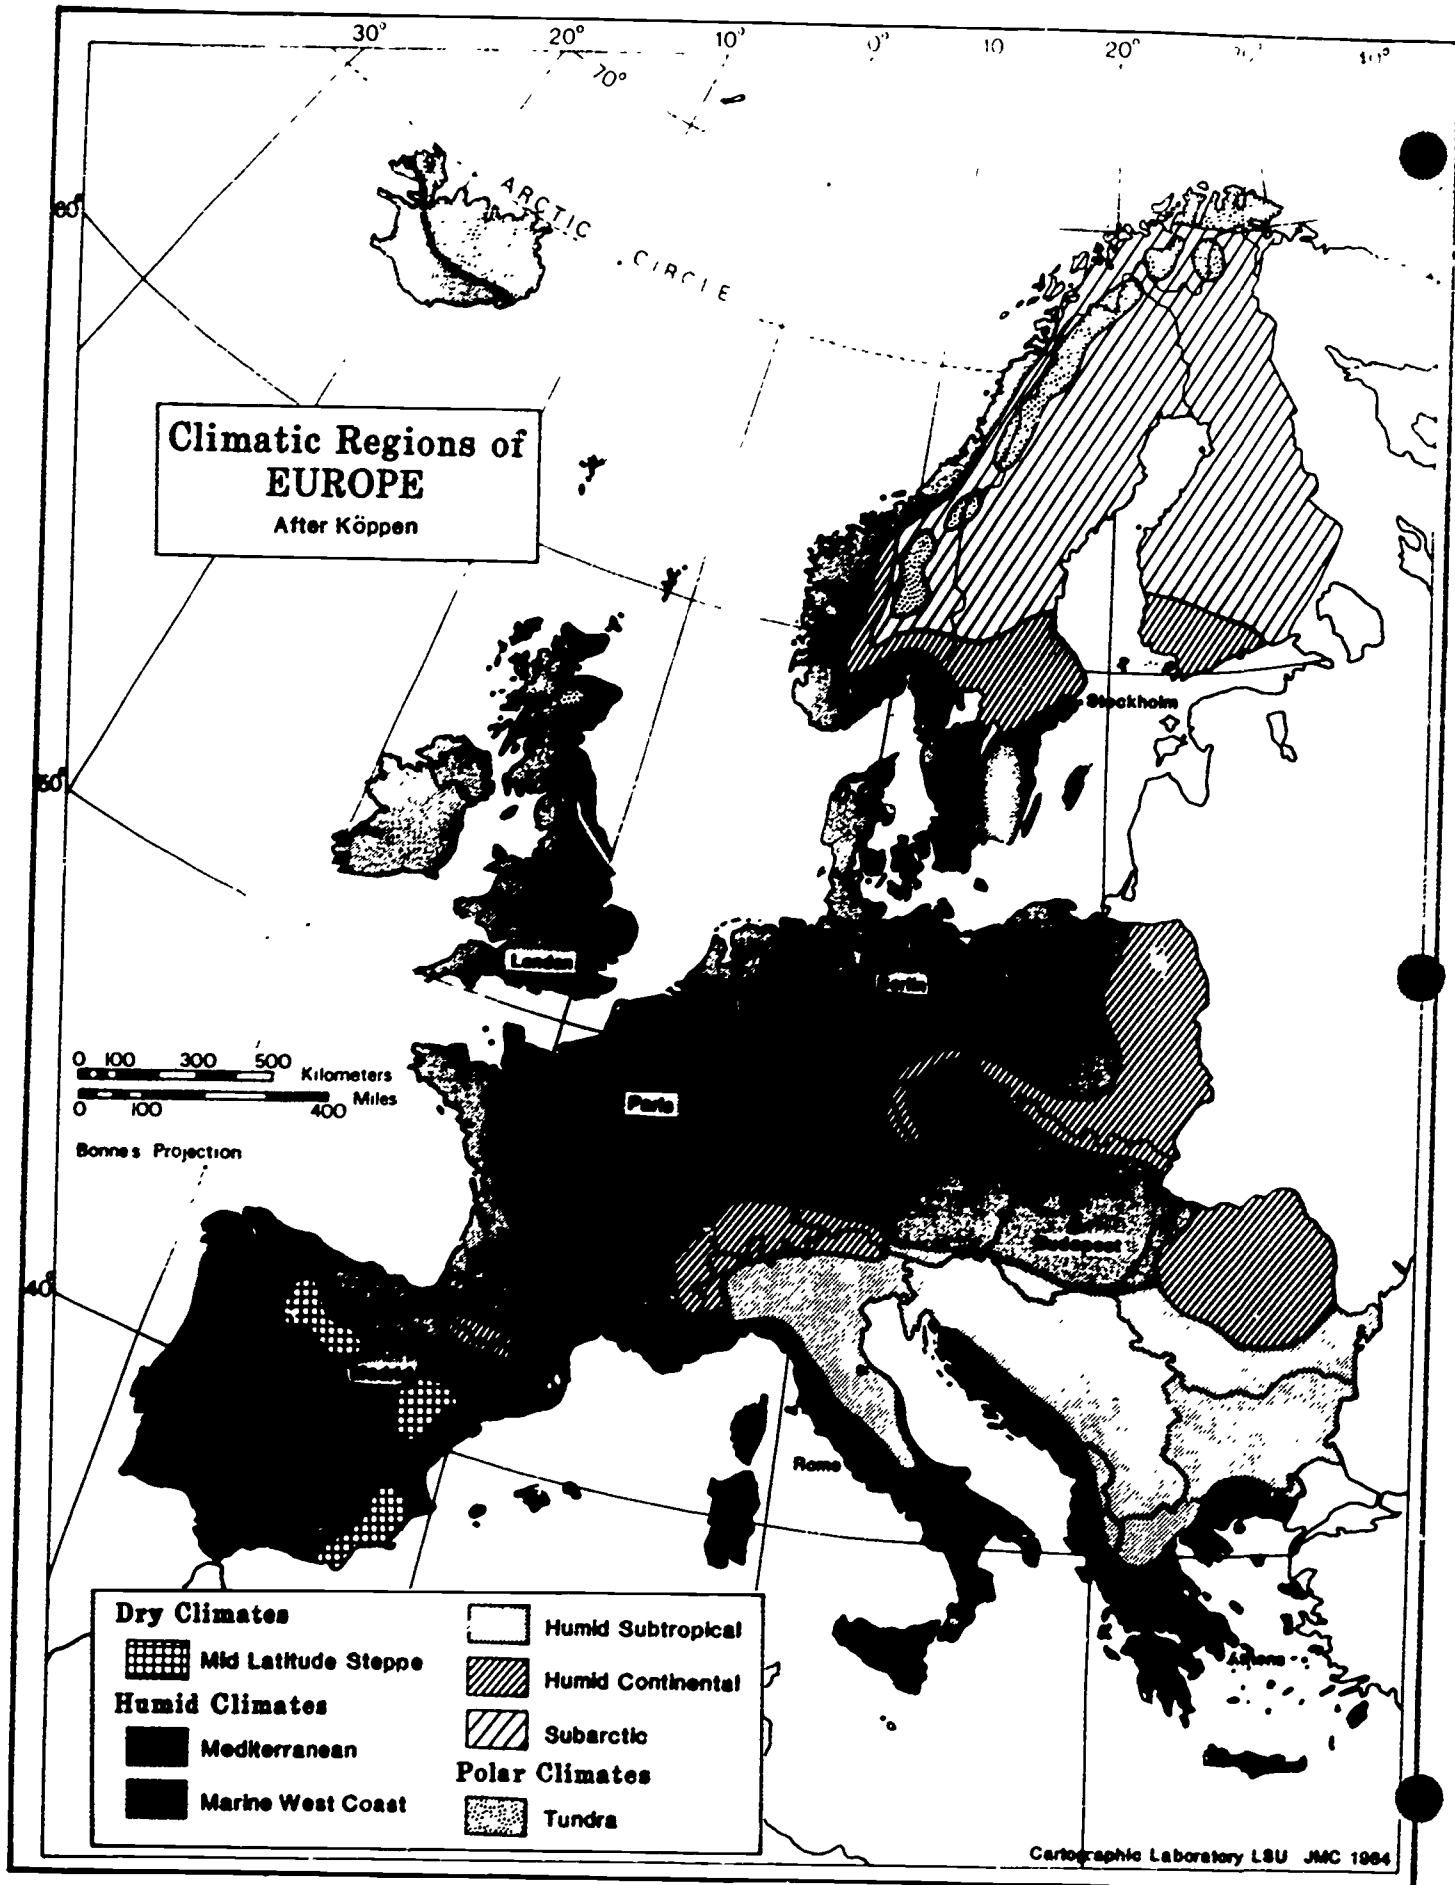 30° 20° 10° 0° 10 20°
70°
60°
ARCTIC CIRCLE
Climatic Regions of
EUROPE
After Köppen
Stockholm
50°
London
Berlin
0 100 300 500 Kilometers
0 100 400 Miles
Paris
Bonnes Projection
Budapest
40°
Rome
Athens
Dry Climates
Mid Latitude Steppe
Humid Climates
Mediterranean
Marine West Coast
Humid Subtropical
Humid Continental
Subarctic
Polar Climates
Tundra
Cartographic Laboratory LSU JMC 1984